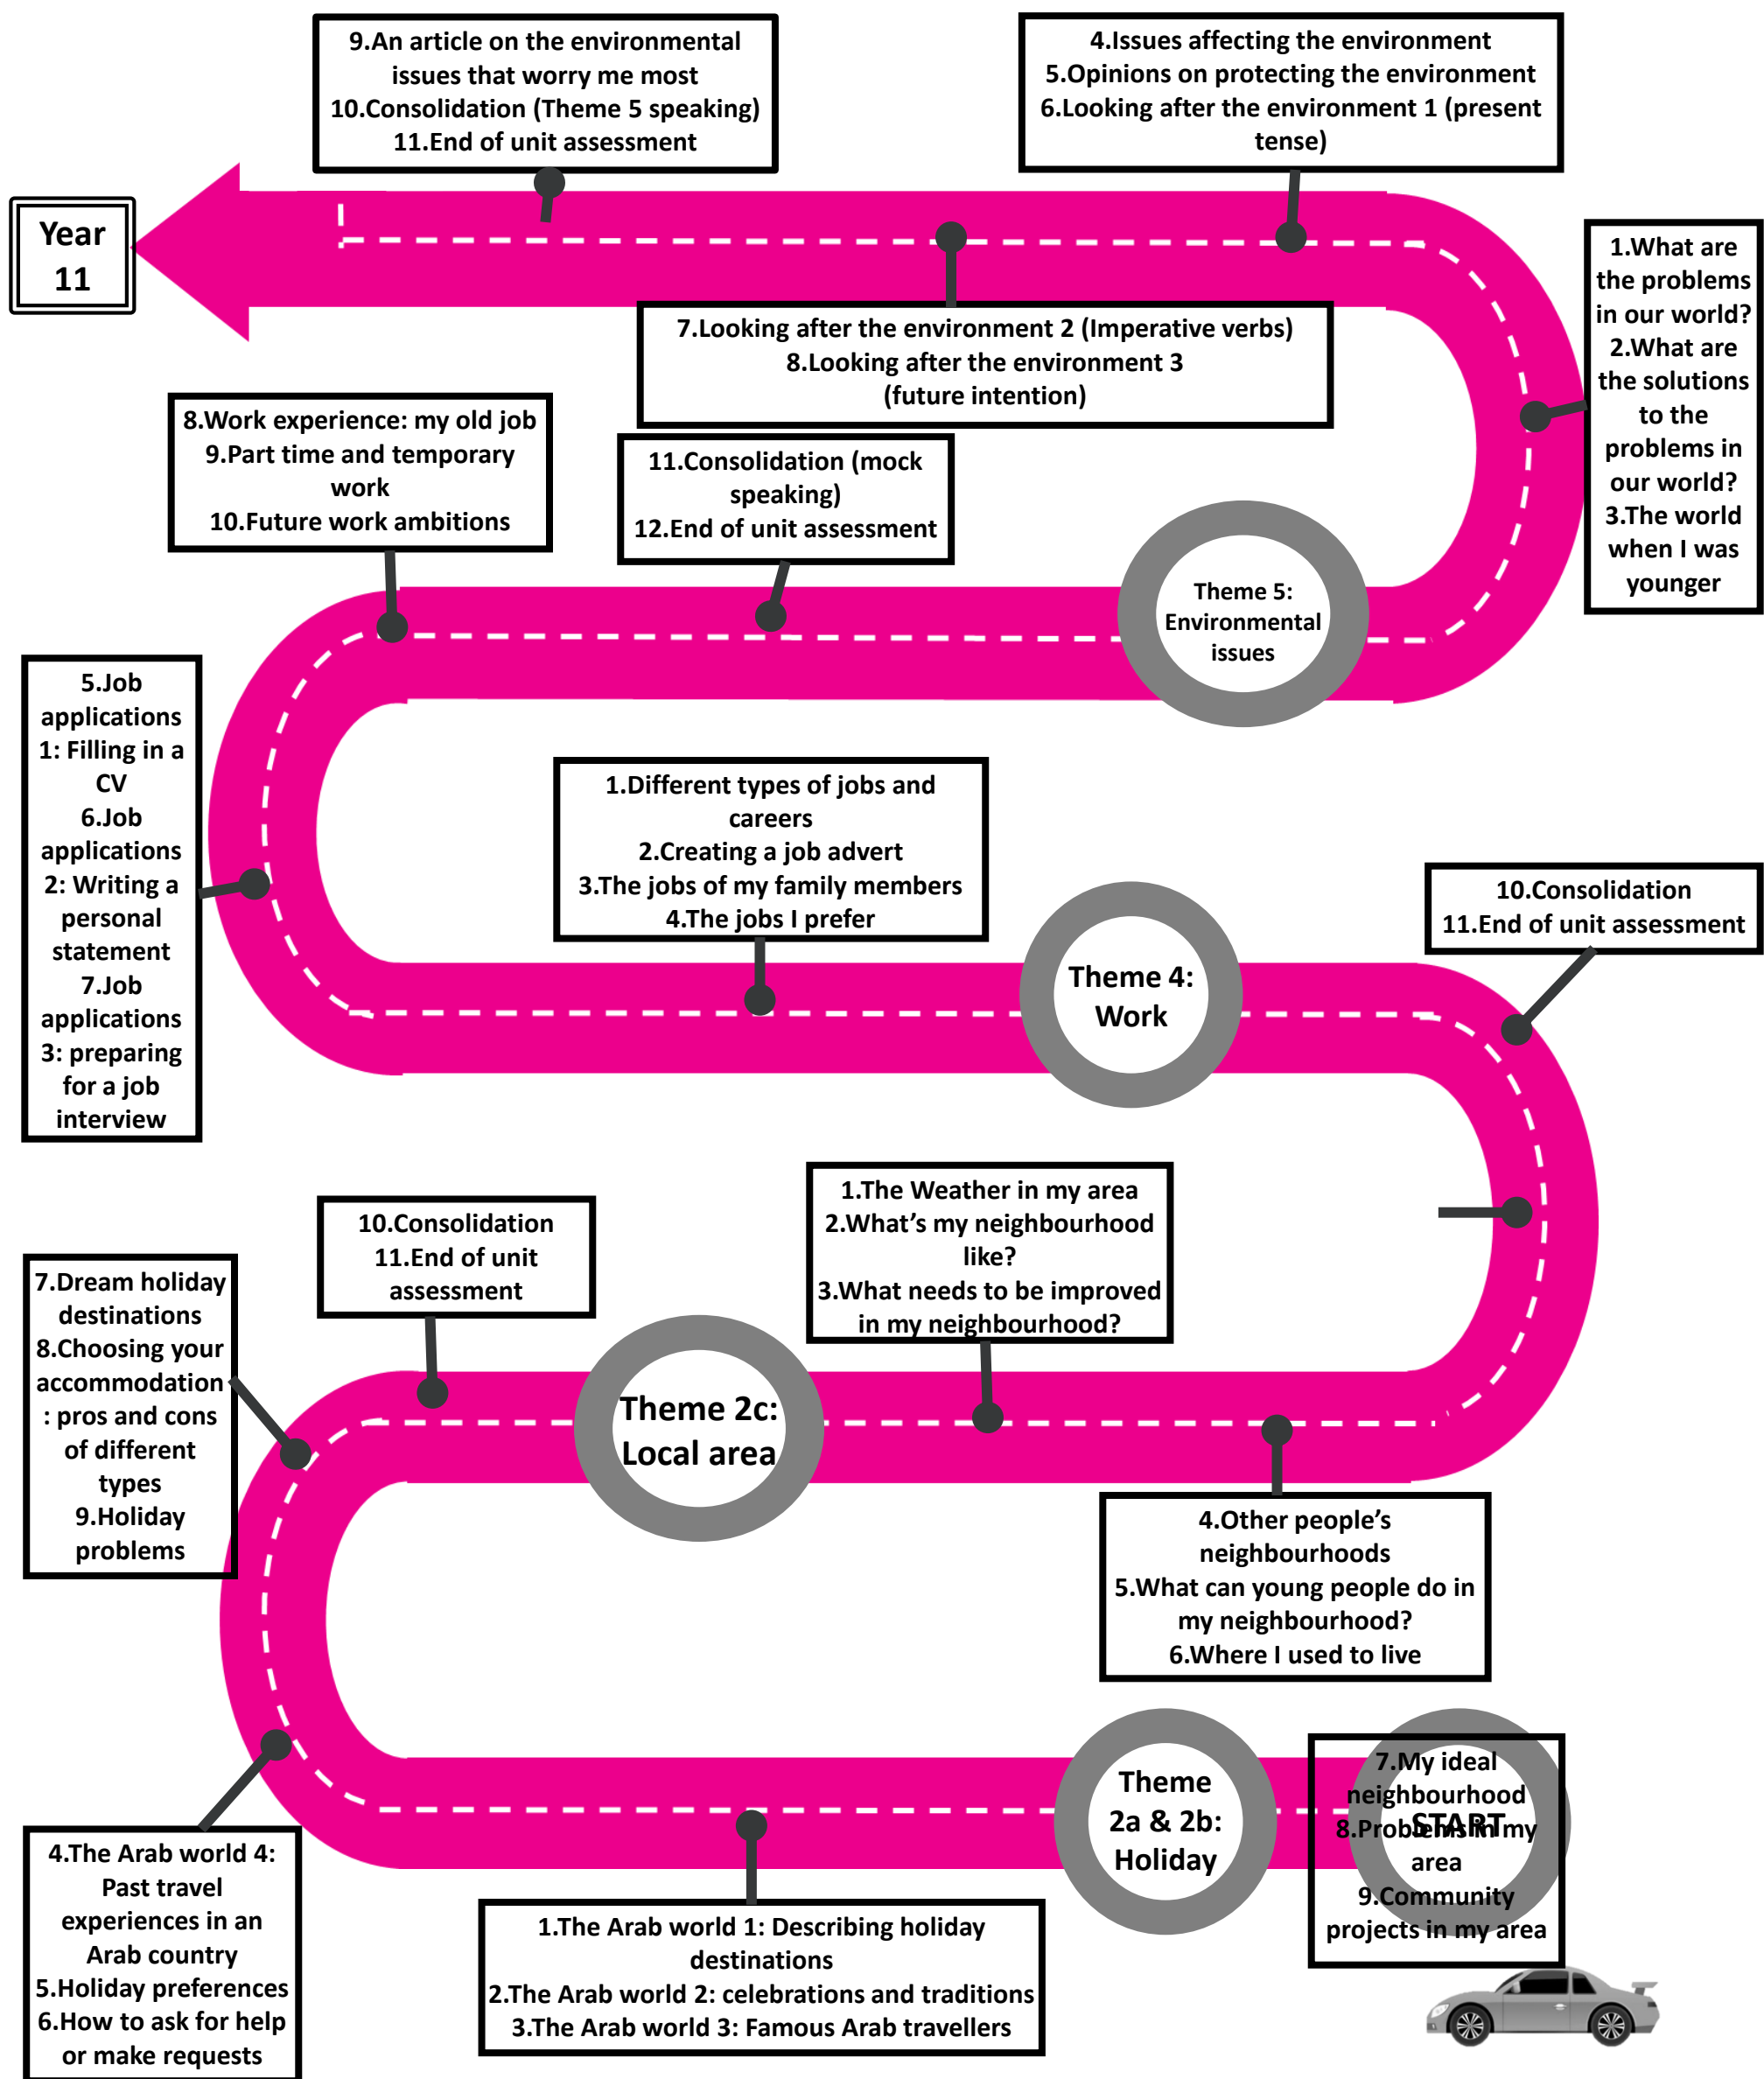 9.An article on the environmental
issues that worry me most
10.Consolidation (Theme 5 speaking)
11.End of unit assessment
4.Issues affecting the environment
5.Opinions on protecting the environment
6.Looking after the environment 1 (present
tense)
Year
11
1.What are
the problems
in our world?
2.What are
the solutions
to the
problems in
our world?
3.The world
when I was
younger
7.Looking after the environment 2 (Imperative verbs)
8.Looking after the environment 3
(future intention)
8.Work experience: my old job
9.Part time and temporary
work
10.Future work ambitions
11.Consolidation (mock
speaking)
12.End of unit assessment
Theme 5:
Environmental
issues
5.Job
applications
1: Filling in a
CV
6.Job
applications
2: Writing a
personal
statement
7.Job
applications
3: preparing
for a job
interview
1.Different types of jobs and
careers
2.Creating a job advert
3.The jobs of my family members
4.The jobs I prefer
Theme 4:
Work
10.Consolidation
11.End of unit assessment
1.The Weather in my area
2.What's my neighbourhood
like?
3.What needs to be improved
in my neighbourhood?
10.Consolidation
11.End of unit
assessment
7.Dream holiday
destinations
8.Choosing your
accommodation
: pros and cons
of different
types
9.Holiday
problems
Theme 2c:
Local area
4.Other people's
neighbourhoods
5.What can young people do in
my neighbourhood?
6.Where I used to live
Theme
2a & 2b:
Holiday
7.My ideal
neighbourhood
8.Problems in my
area
9.Community
projects in my area
START
4.The Arab world 4:
Past travel
experiences in an
Arab country
5.Holiday preferences
6.How to ask for help
or make requests
1.The Arab world 1: Describing holiday
destinations
2.The Arab world 2: celebrations and traditions
3.The Arab world 3: Famous Arab travellers